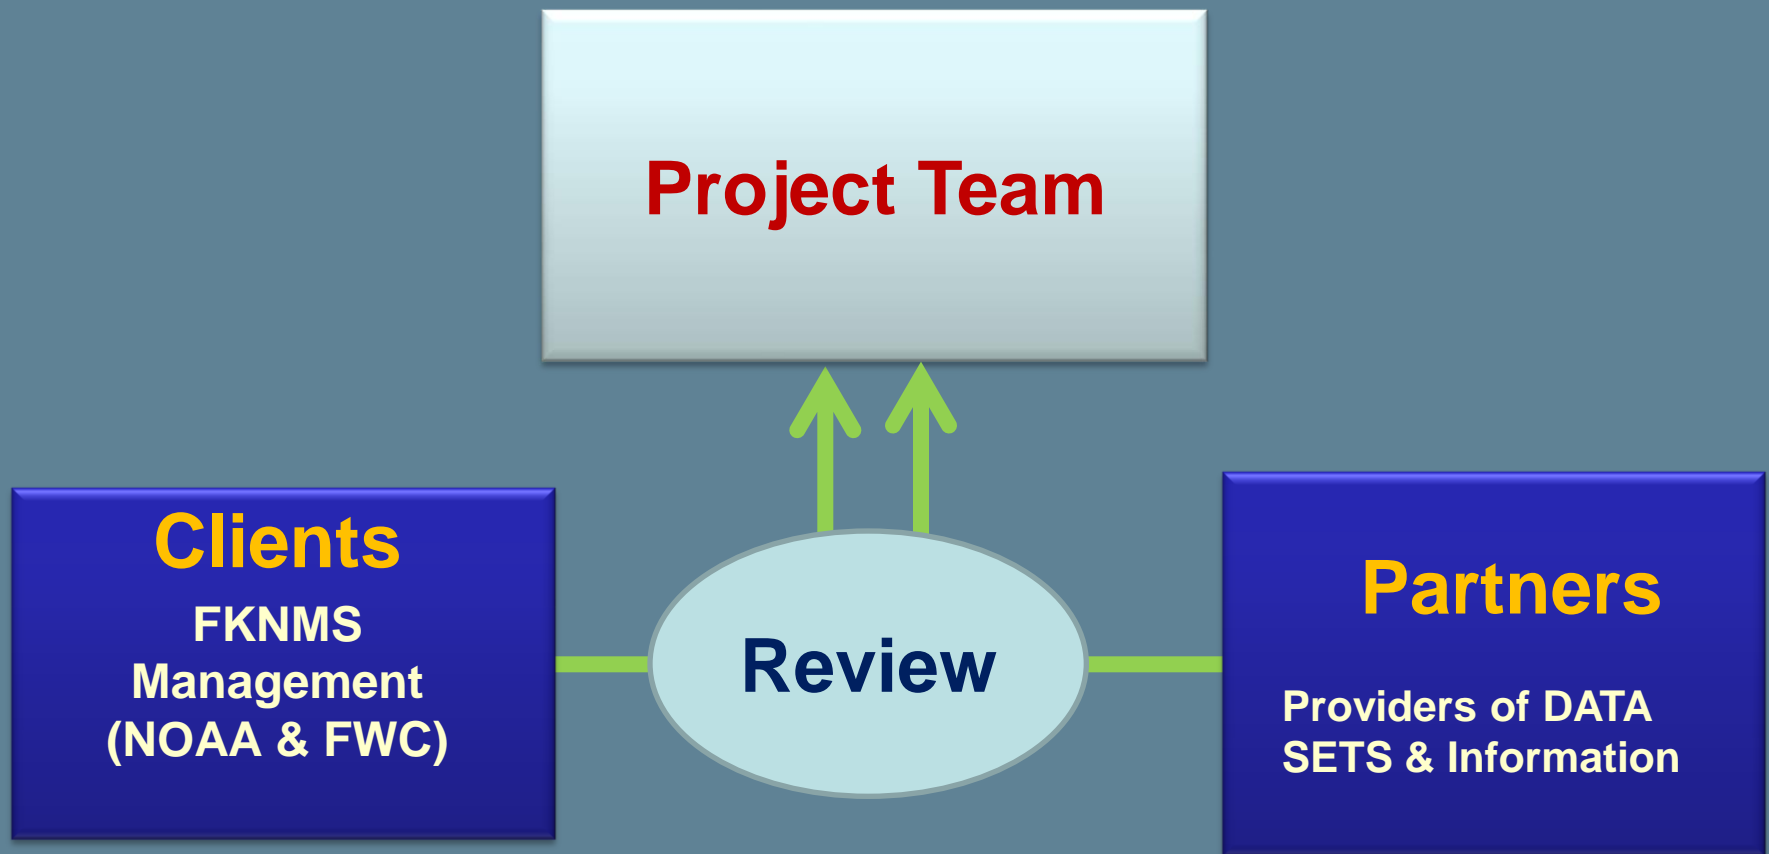 Project Team
Clients
FKNMS
Management
(NOAA & FWC)
Review
Partners
Providers of DATA
SETS & Information